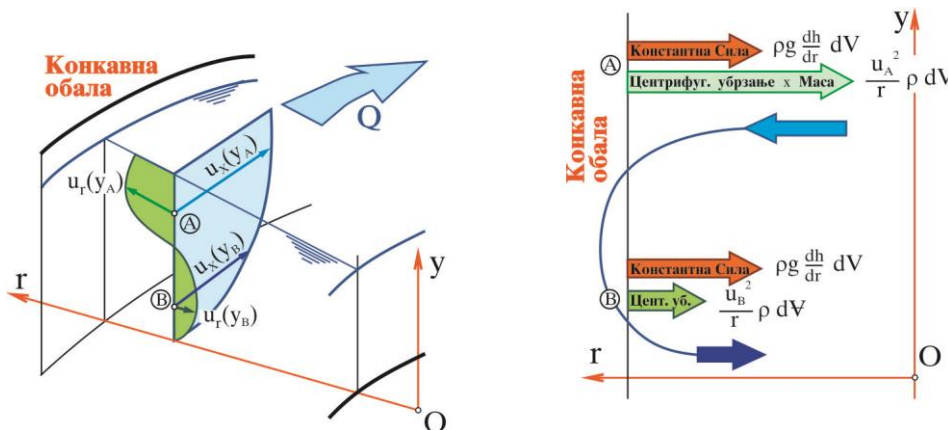 Конкавна
обала
Q
u_x(y_A)
u_r(y_A)
A
u_x(y_B)
B
u_r(y_B)
r
y
O
y
Константна Сила
ρg dh/dr dV
A
Центрифуг. убрзање x Маса
u_A²/r ρ dV
Конкавна
обала
Константна Сила
ρg dh/dr dV
B
Цент. уб.
u_B²/r ρ dV
r
O